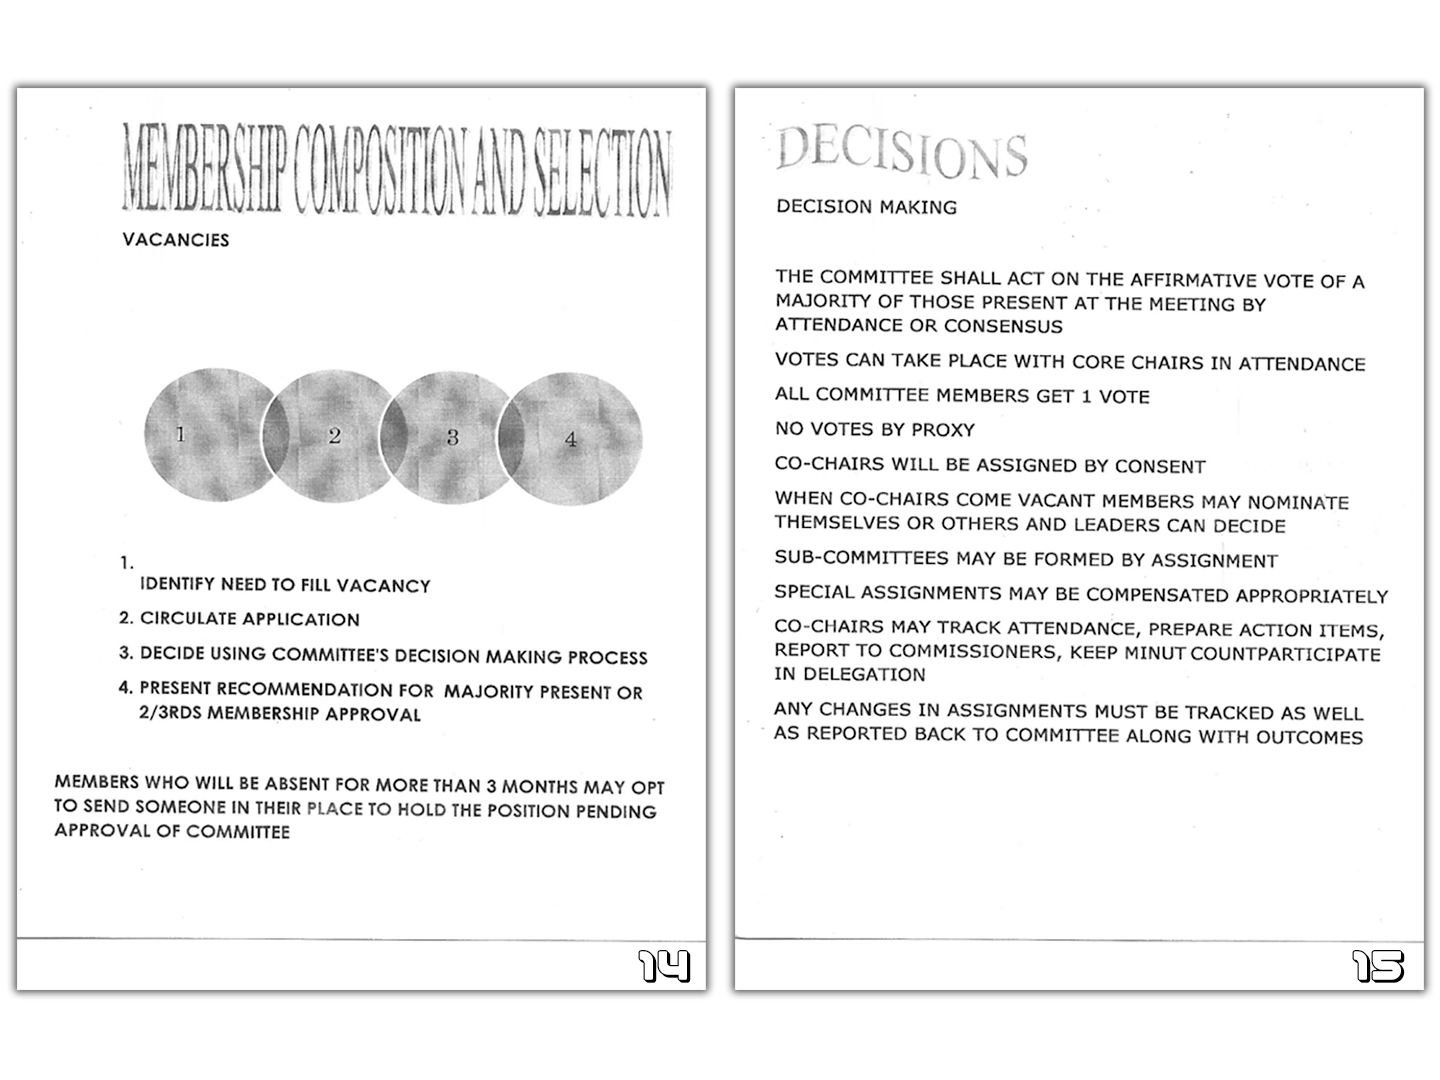 MEMBERSHIP COMPOSITION AND SELECTION
VACANCIES
1 2 3 4
1.
IDENTIFY NEED TO FILL VACANCY
2. CIRCULATE APPLICATION
3. DECIDE USING COMMITTEE'S DECISION MAKING PROCESS
4. PRESENT RECOMMENDATION FOR MAJORITY PRESENT OR
2/3RDS MEMBERSHIP APPROVAL
MEMBERS WHO WILL BE ABSENT FOR MORE THAN 3 MONTHS MAY OPT
TO SEND SOMEONE IN THEIR PLACE TO HOLD THE POSITION PENDING
APPROVAL OF COMMITTEE
14
DECISIONS
DECISION MAKING
THE COMMITTEE SHALL ACT ON THE AFFIRMATIVE VOTE OF A
MAJORITY OF THOSE PRESENT AT THE MEETING BY
ATTENDANCE OR CONSENSUS
VOTES CAN TAKE PLACE WITH CORE CHAIRS IN ATTENDANCE
ALL COMMITTEE MEMBERS GET 1 VOTE
NO VOTES BY PROXY
CO-CHAIRS WILL BE ASSIGNED BY CONSENT
WHEN CO-CHAIRS COME VACANT MEMBERS MAY NOMINATE
THEMSELVES OR OTHERS AND LEADERS CAN DECIDE
SUB-COMMITTEES MAY BE FORMED BY ASSIGNMENT
SPECIAL ASSIGNMENTS MAY BE COMPENSATED APPROPRIATELY
CO-CHAIRS MAY TRACK ATTENDANCE, PREPARE ACTION ITEMS,
REPORT TO COMMISSIONERS, KEEP MINUT COUNTPARTICIPATE
IN DELEGATION
ANY CHANGES IN ASSIGNMENTS MUST BE TRACKED AS WELL
AS REPORTED BACK TO COMMITTEE ALONG WITH OUTCOMES
15